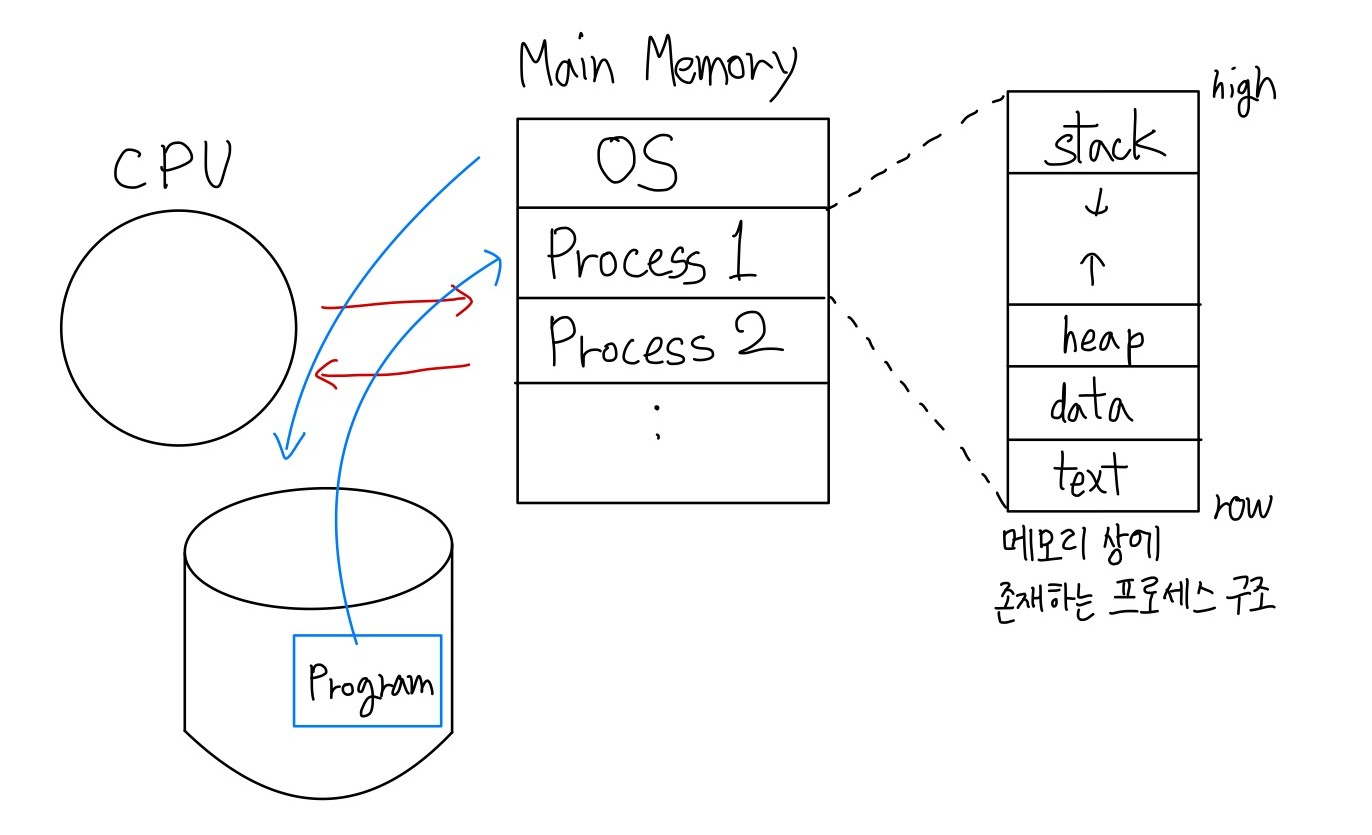 Main Memory
CPU
OS
Process 1
Process 2
:
Program
high
stack
↓
↑
heap
data
text
row
메모리 상에
존재하는 프로세스 구조